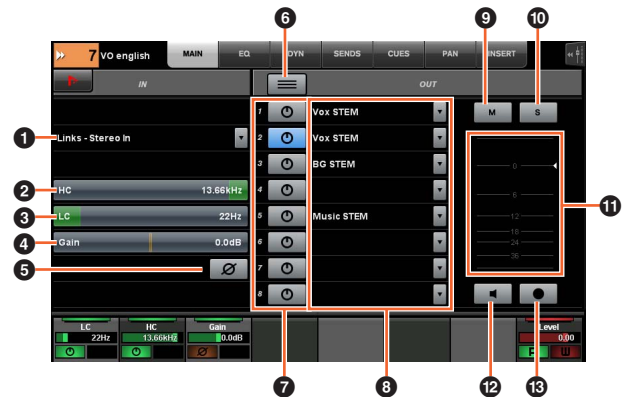 6
9
10
7 VO english MAIN EQ DYN SENDS CUES PAN INSERT
IN OUT
1 Vox STEM M S
1 Links - Stereo In 2 Vox STEM
3 BG STEM 0
2 HC 13.66kHz 4 6 11
3 LC 22Hz 5 Music STEM 12
18
4 Gain 0.0dB 6 24
36
5 Ø 7
8
LC HC Gain Level
22Hz 13.66kHz 0.0dB 0.00
Ø
7 8 12 13